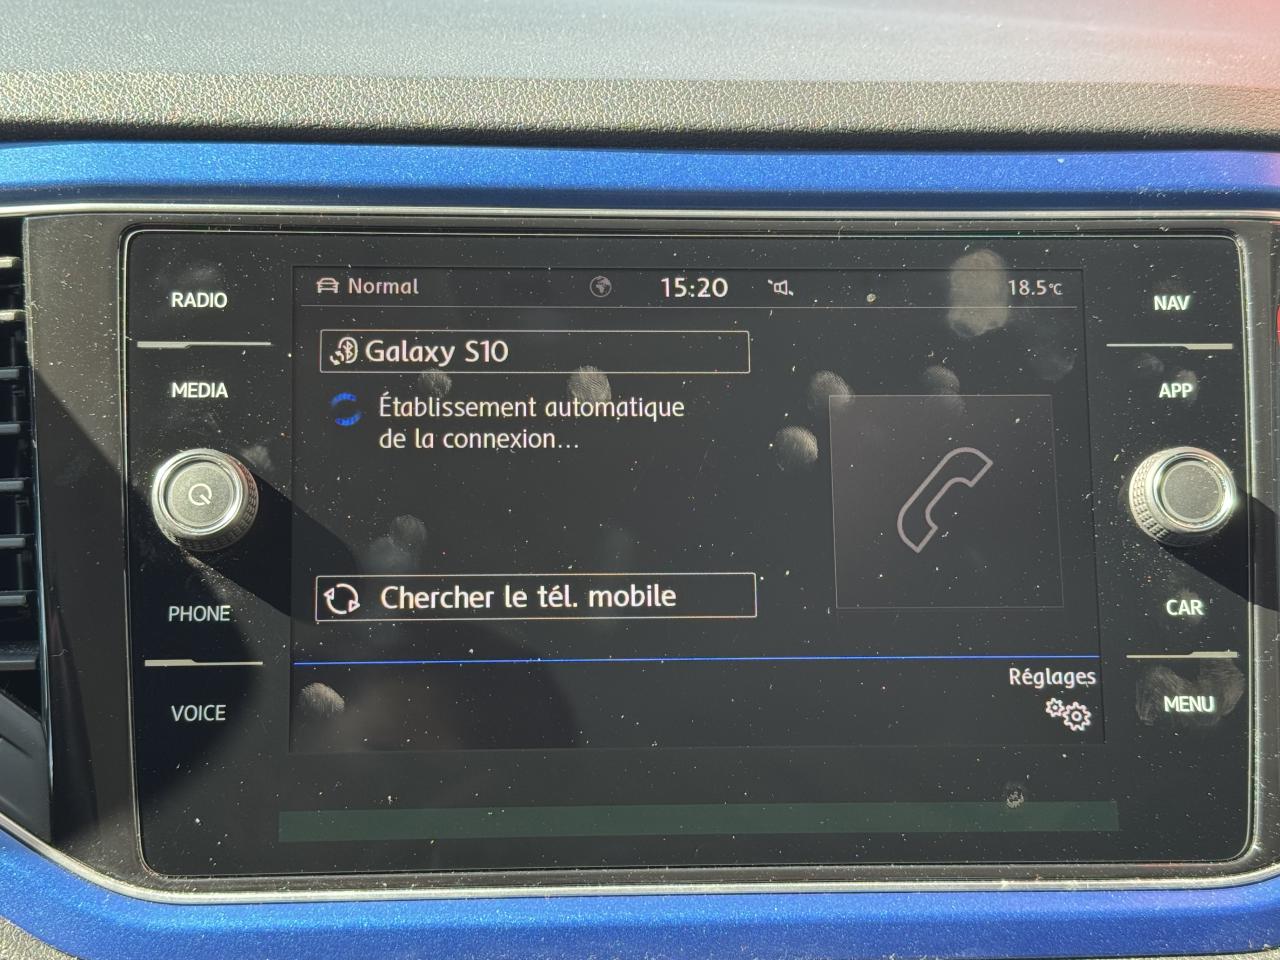 RADIO
MEDIA
PHONE
VOICE
Normal
15:20
18.5°C
Galaxy S10
Établissement automatique
de la connexion...
Chercher le tél. mobile
Réglages
NAV
APP
CAR
MENU